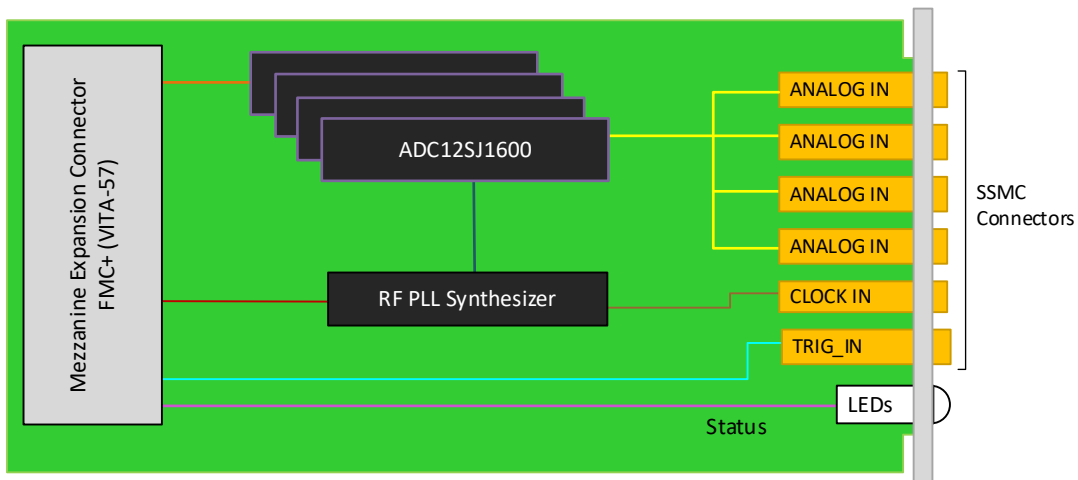 Mezzanine Expansion Connector
FMC+ (VITA-57)
ADC12SJ1600
RF PLL Synthesizer
ANALOG IN
ANALOG IN
ANALOG IN
ANALOG IN
CLOCK IN
TRIG_IN
LEDs
Status
SSMC
Connectors